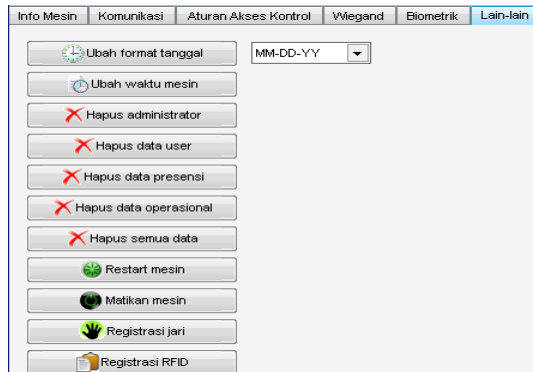 Info Mesin Komunikasi Aturan Akses Kontrol Wiegand Biometrik Lain-lain
Ubah format tanggal MM-DD-YY
Ubah waktu mesin
Hapus administrator
Hapus data user
Hapus data presensi
Hapus data operasional
Hapus semua data
Restart mesin
Matikan mesin
Registrasi jari
Registrasi RFID